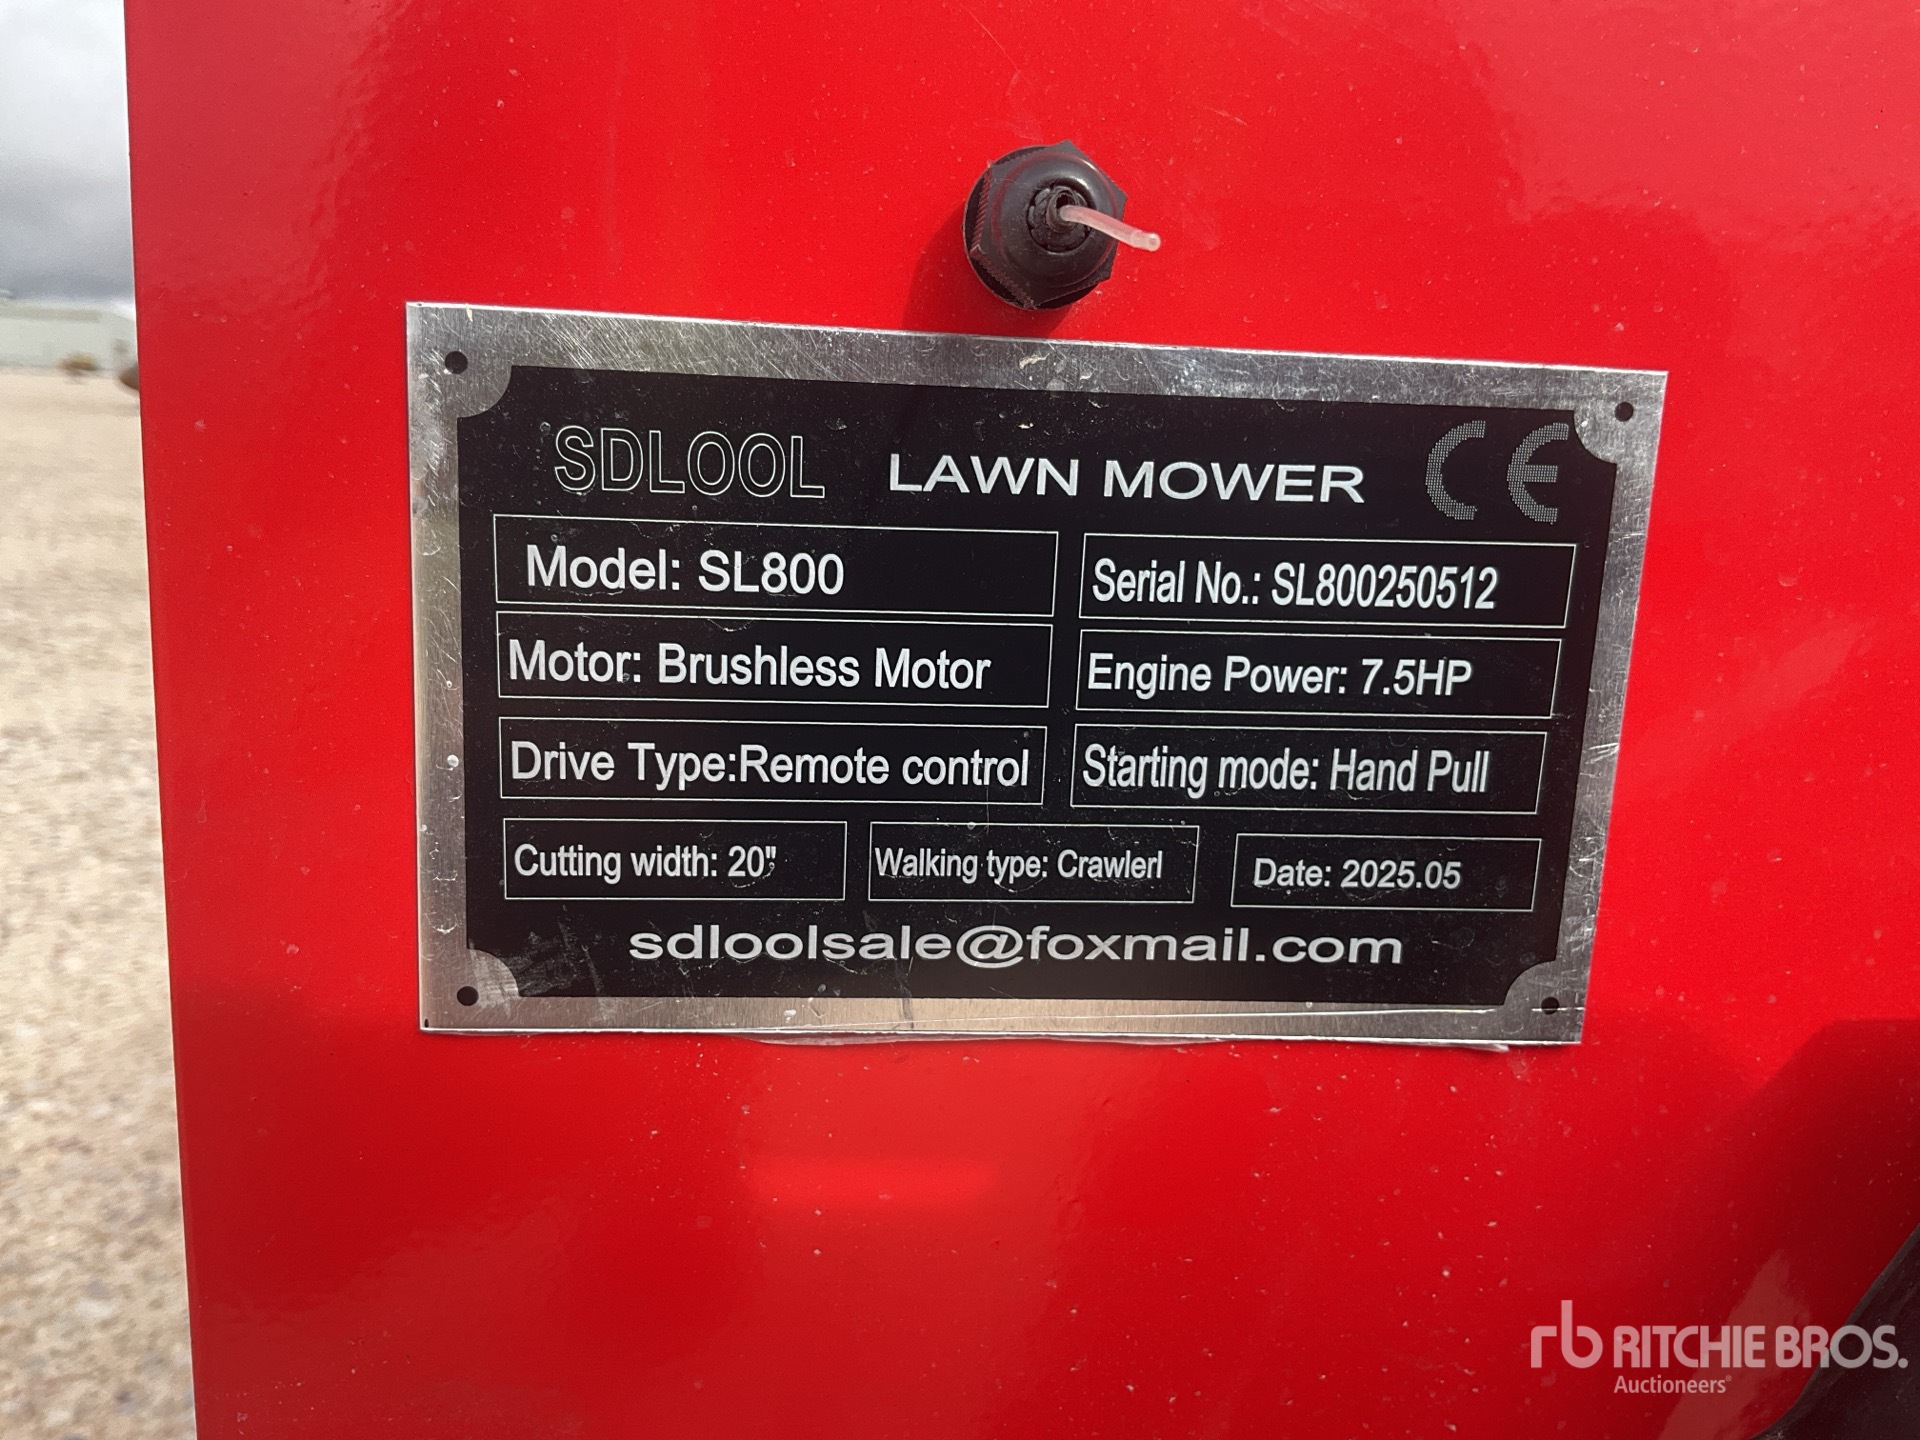 SDLOOL LAWN MOWER CE
Model: SL800 Serial No.: SL800250512
Motor: Brushless Motor Engine Power: 7.5HP
Drive Type:Remote control Starting mode: Hand Pull
Cutting width: 20" Walking type: Crawlerl Date: 2025.05
sdloolsale@foxmail.com
rb RITCHIE BROS.
Auctioneers